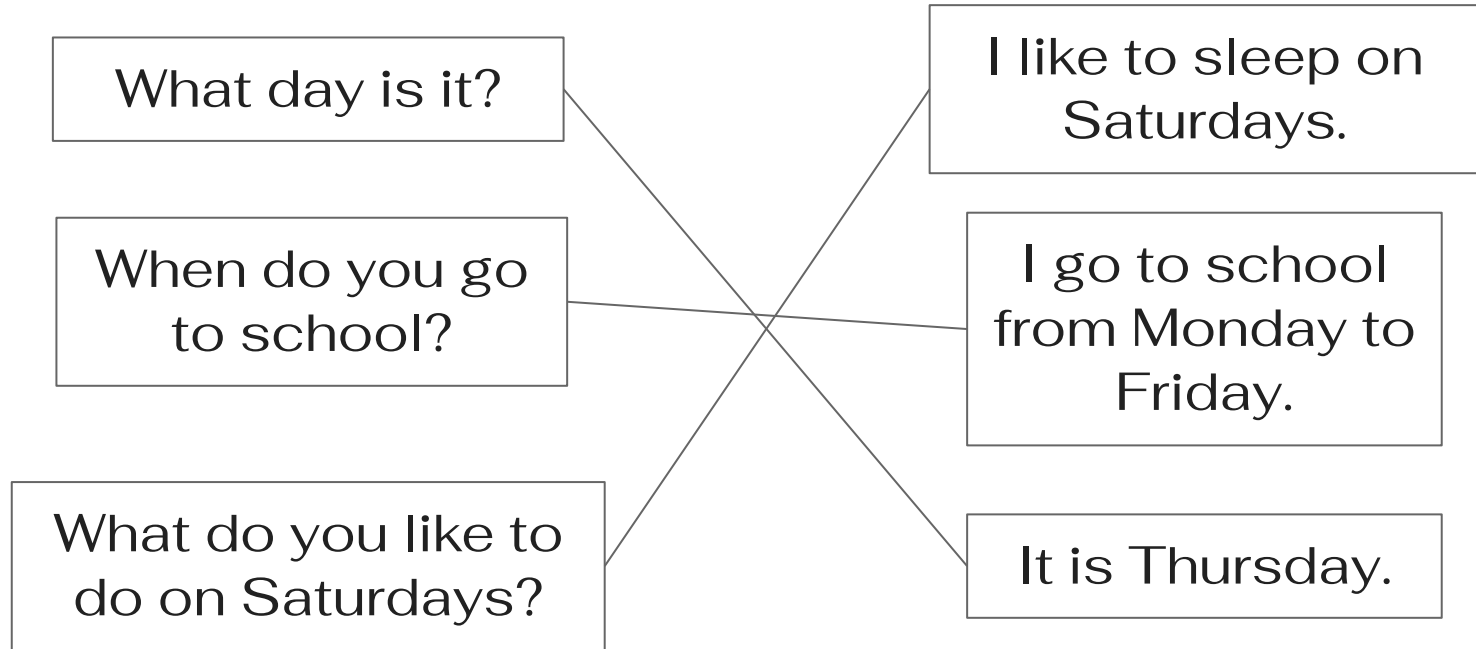 What day is it?
When do you go
to school?
What do you like to
do on Saturdays?
I like to sleep on
Saturdays.
I go to school
from Monday to
Friday.
It is Thursday.